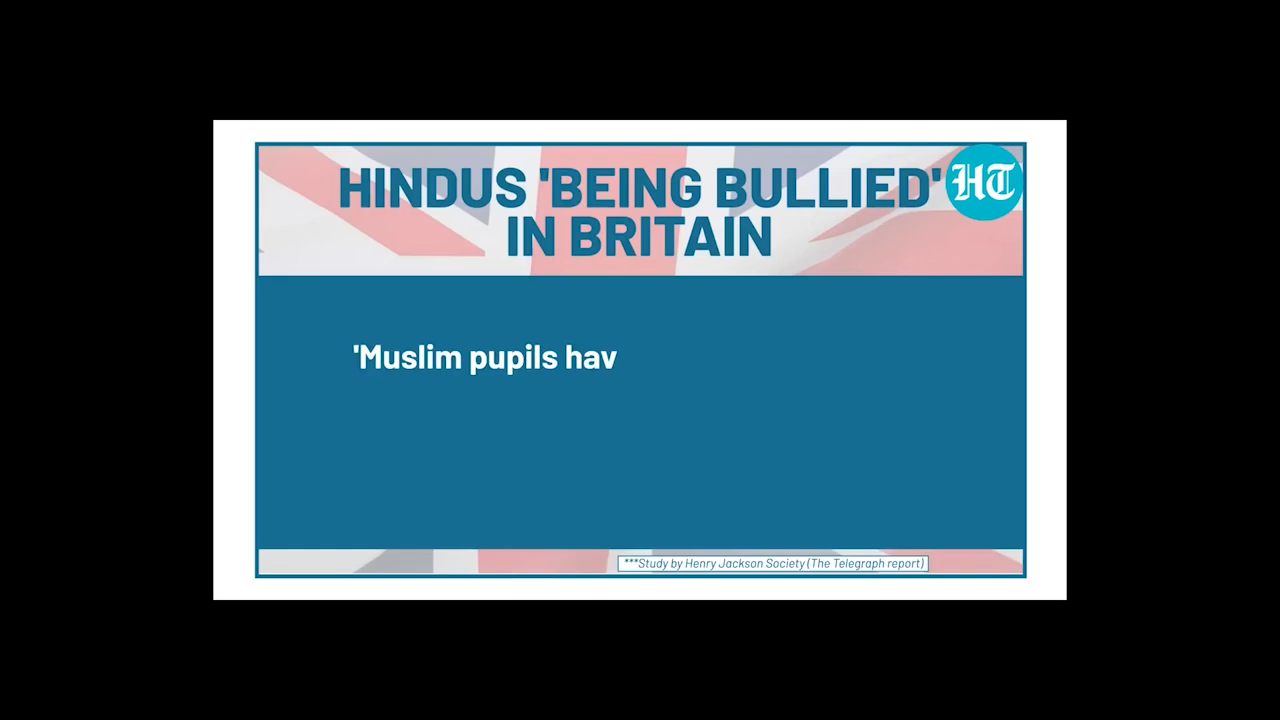 HINDUS 'BEING BULLIED'
IN BRITAIN
HT
'Muslim pupils hav
***Study by Henry Jackson Society (The Telegraph report)